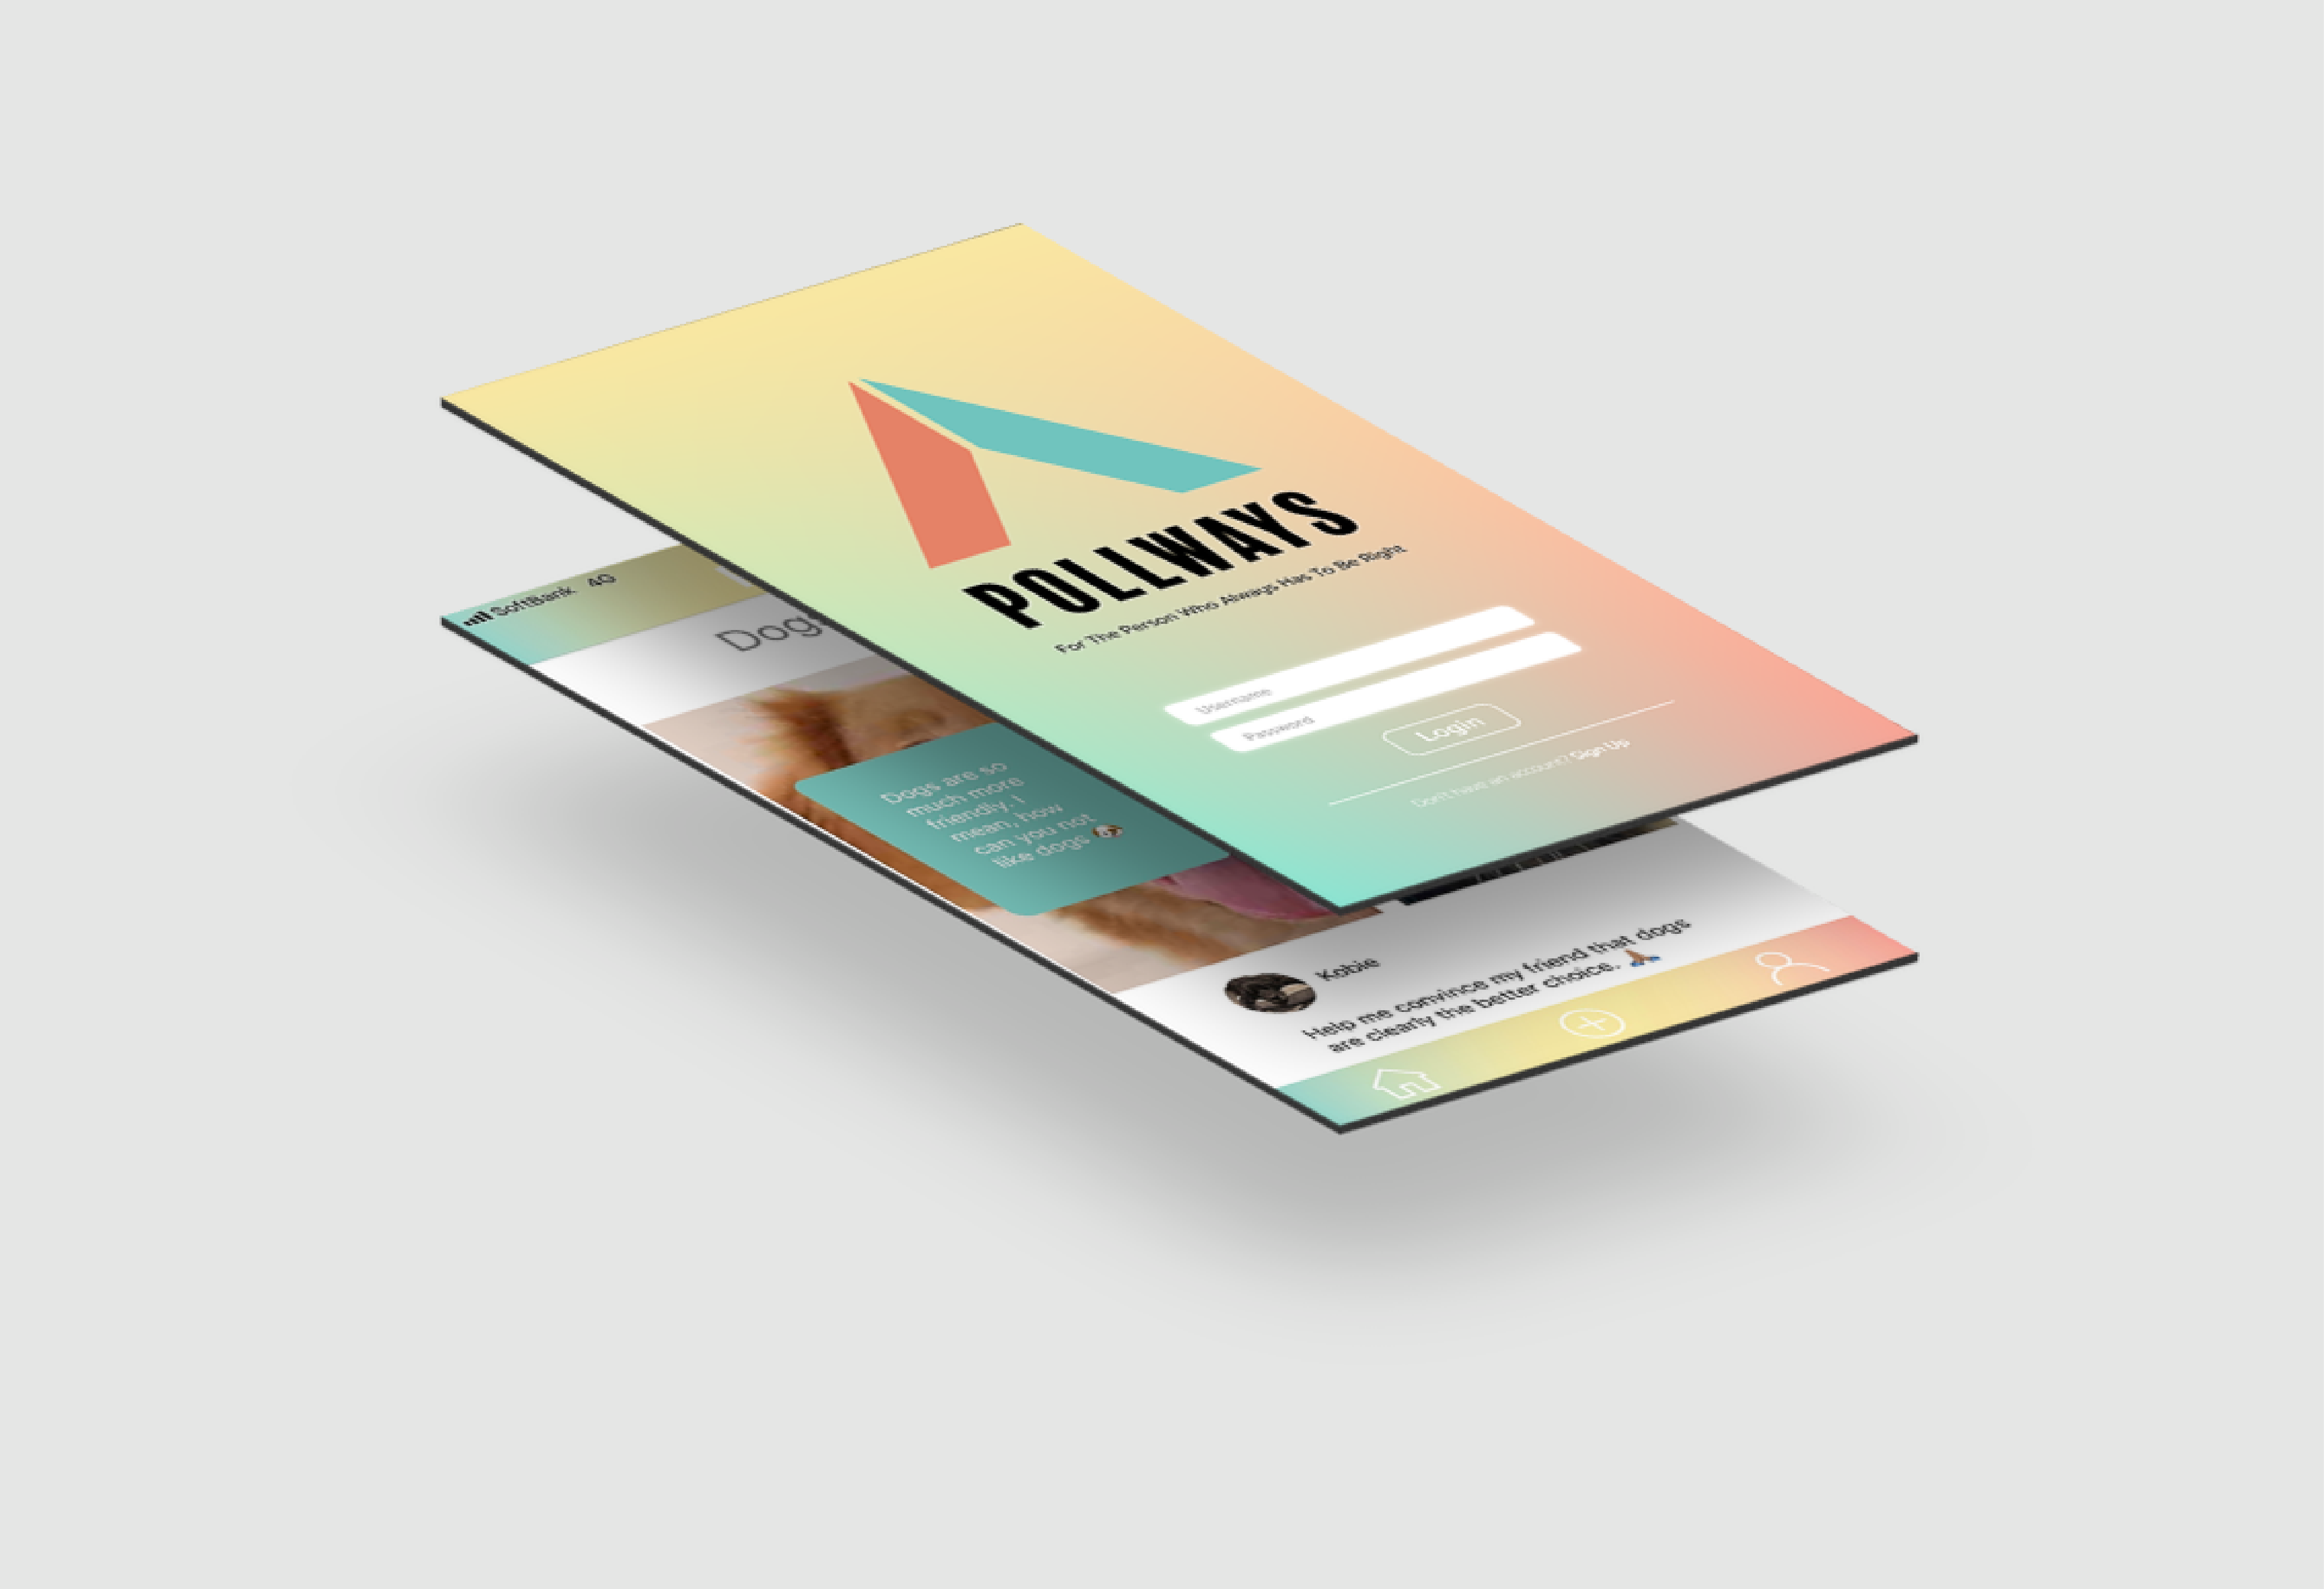 POLLWAYS
For The Person Who Always Has To Be Right
Username
Password
Login
Don't have an account? Sign Up
SoftBank 4G
Dogs are so
much more
friendly. I
mean, how
can you not
like dogs 🐶
Kobie
Help me convince my friend that dogs
are clearly the better choice. 🙏🏽